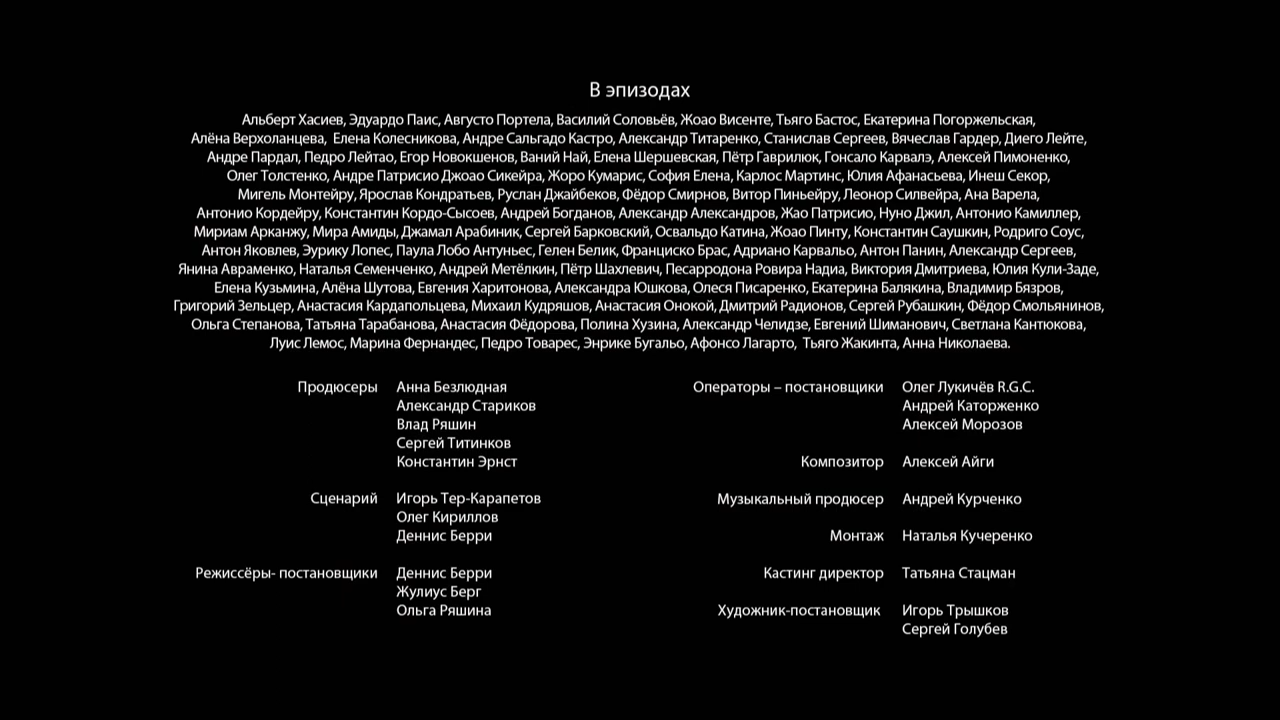 В эпизодах
Альберт Хасиев, Эдуардо Паис, Августо Портела, Василий Соловьёв, Жоао Висенте, Тьяго Бастос, Екатерина Погоржельская,
Алёна Верхоланцева, Елена Колесникова, Андре Сальгадо Кастро, Александр Титаренко, Станислав Сергеев, Вячеслав Гардер, Диего Лейте,
Андре Пардал, Педро Лейтао, Егор Новокшенов, Ваний Най, Елена Шершевская, Пётр Гаврилюк, Гонсало Карвалэ, Алексей Пимоненко,
Олег Толстенко, Андре Патрисио Джоао Сикейра, Жоро Кумарис, София Елена, Карлос Мартинс, Юлия Афанасьева, Инеш Секор,
Мигель Монтейру, Ярослав Кондратьев, Руслан Джайбеков, Фёдор Смирнов, Витор Пиньейру, Леонор Силвейра, Ана Варела,
Антонио Кордейру, Константин Кордо-Сысоев, Андрей Богданов, Александр Александров, Жао Патрисио, Нуно Джил, Антонио Камиллер,
Мириам Арканжу, Мира Амиды, Джамал Арабиник, Сергей Барковский, Освальдо Катина, Жоао Пинту, Константин Саушкин, Родриго Соус,
Антон Яковлев, Эурику Лопес, Паула Лобо Антуньес, Гелен Белик, Франциско Брас, Адриано Карвальо, Антон Панин, Александр Сергеев,
Янина Авраменко, Наталья Семенченко, Андрей Метёлкин, Пётр Шахлевич, Песарродона Ровира Надиа, Виктория Дмитриева, Юлия Кули-Заде,
Елена Кузьмина, Алёна Шутова, Евгения Харитонова, Александра Юшкова, Олеся Писаренко, Екатерина Балякина, Владимир Бязров,
Григорий Зельцер, Анастасия Кардапольцева, Михаил Кудряшов, Анастасия Онокой, Дмитрий Радионов, Сергей Рубашкин, Фёдор Смольянинов,
Ольга Степанова, Татьяна Тарабанова, Анастасия Фёдорова, Полина Хузина, Александр Челидзе, Евгений Шиманович, Светлана Кантюкова,
Луис Лемос, Марина Фернандес, Педро Товарес, Энрике Бугальо, Афонсо Лагарто, Тьяго Жакинта, Анна Николаева.
Продюсеры Анна Безлюдная
Александр Стариков
Влад Ряшин
Сергей Титинков
Константин Эрнст
Сценарий Игорь Тер-Карапетов
Олег Кириллов
Деннис Берри
Режиссёры- постановщики Деннис Берри
Жулиус Берг
Ольга Ряшина
Операторы – постановщики Олег Лукичёв R.G.C.
Андрей Каторженко
Алексей Морозов
Композитор Алексей Айги
Музыкальный продюсер Андрей Курченко
Монтаж Наталья Кучеренко
Кастинг директор Татьяна Стацман
Художник-постановщик Игорь Трышков
Сергей Голубев